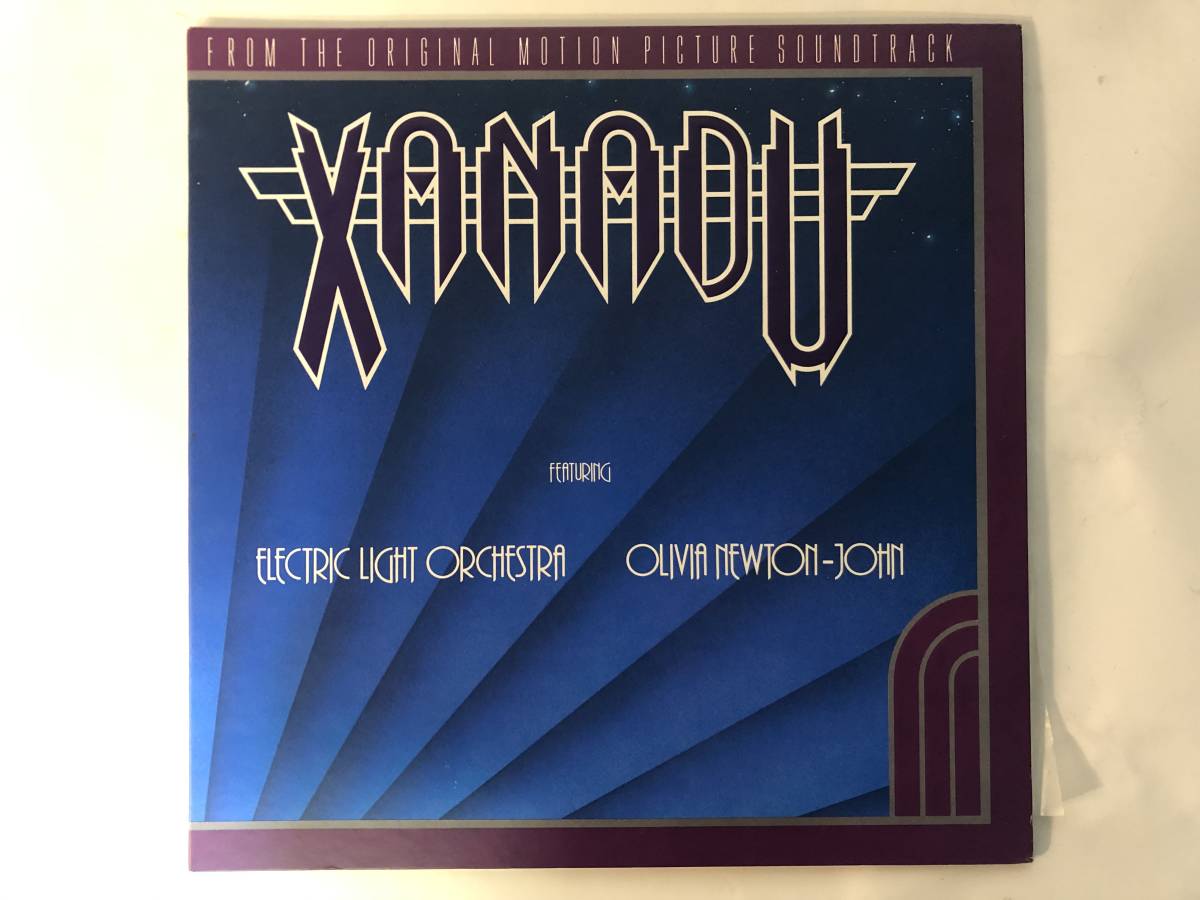 FROM THE ORIGINAL MOTION PICTURE SOUNDTRACK
XANADU
FEATURING
ELECTRIC LIGHT ORCHESTRA OLIVIA NEWTON-JOHN